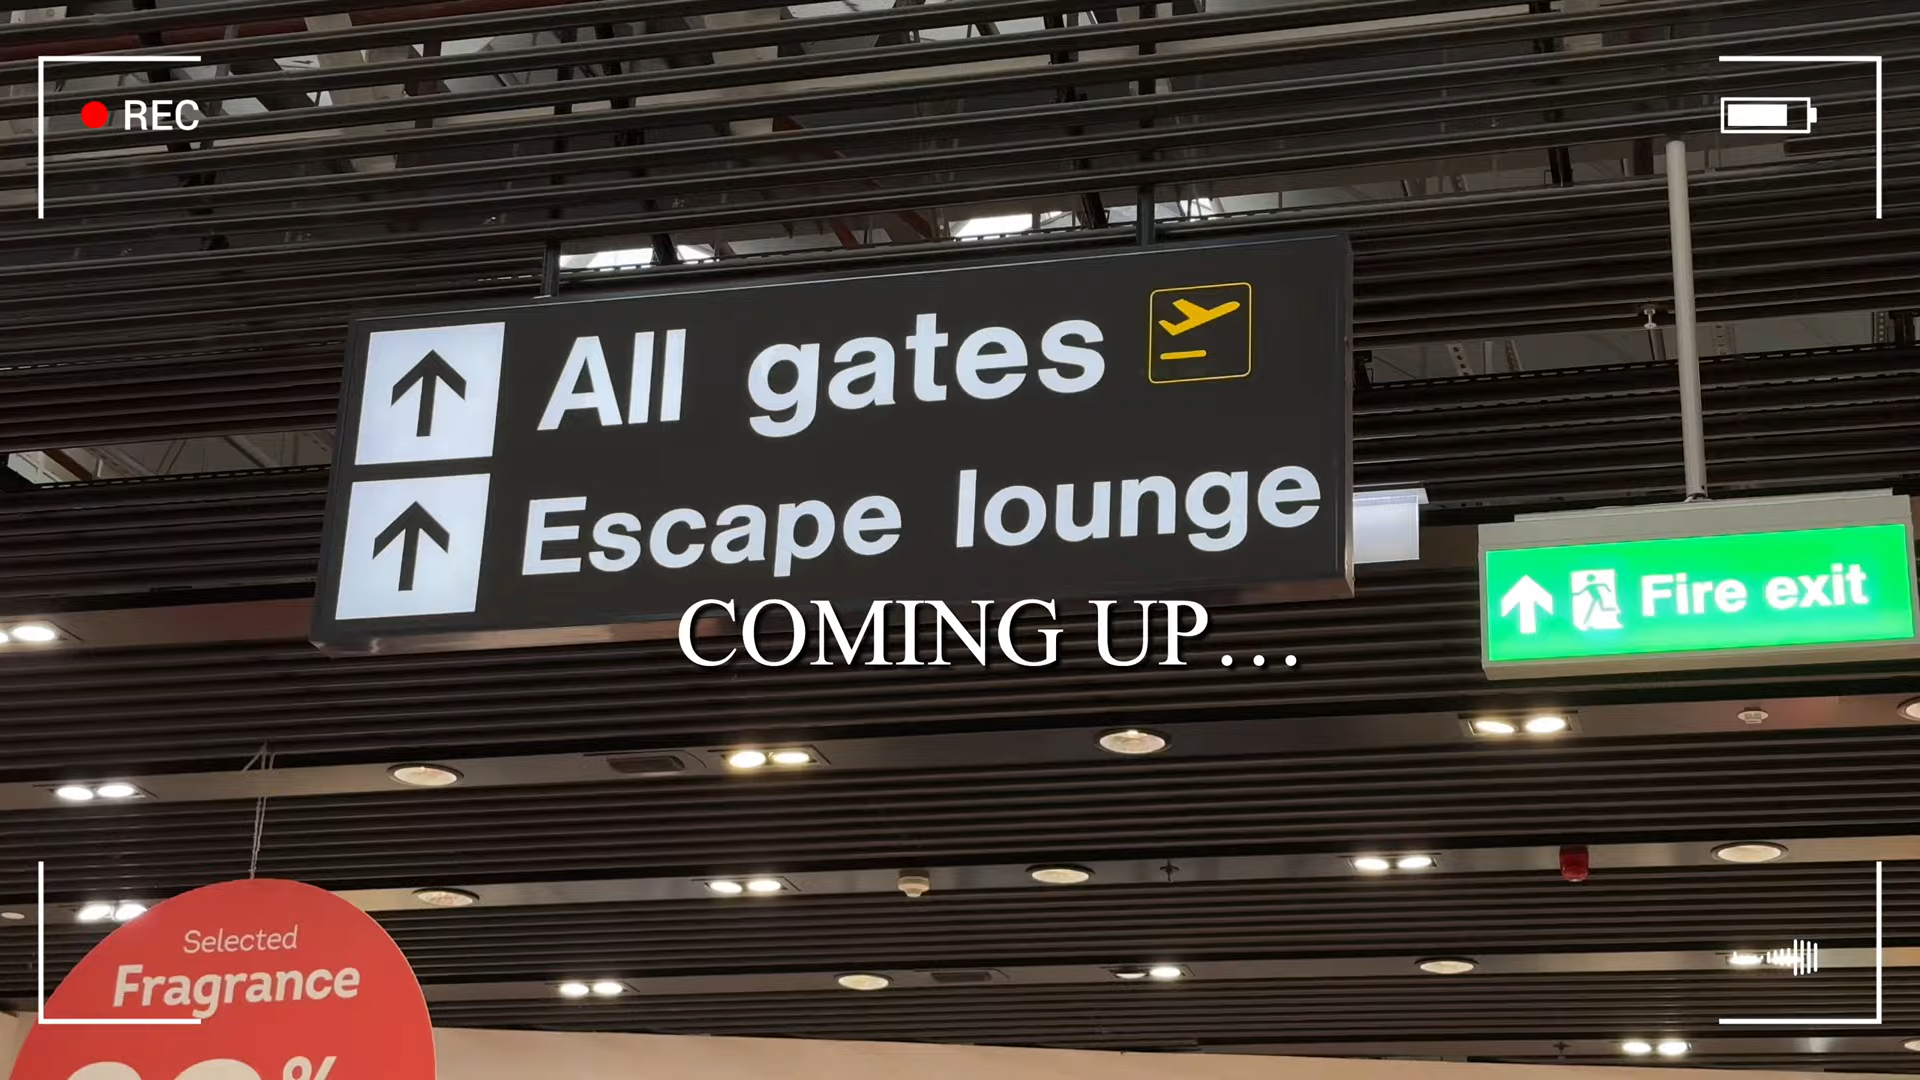 REC
All gates
Escape lounge
COMING UP...
Fire exit
Selected
Fragrance
%